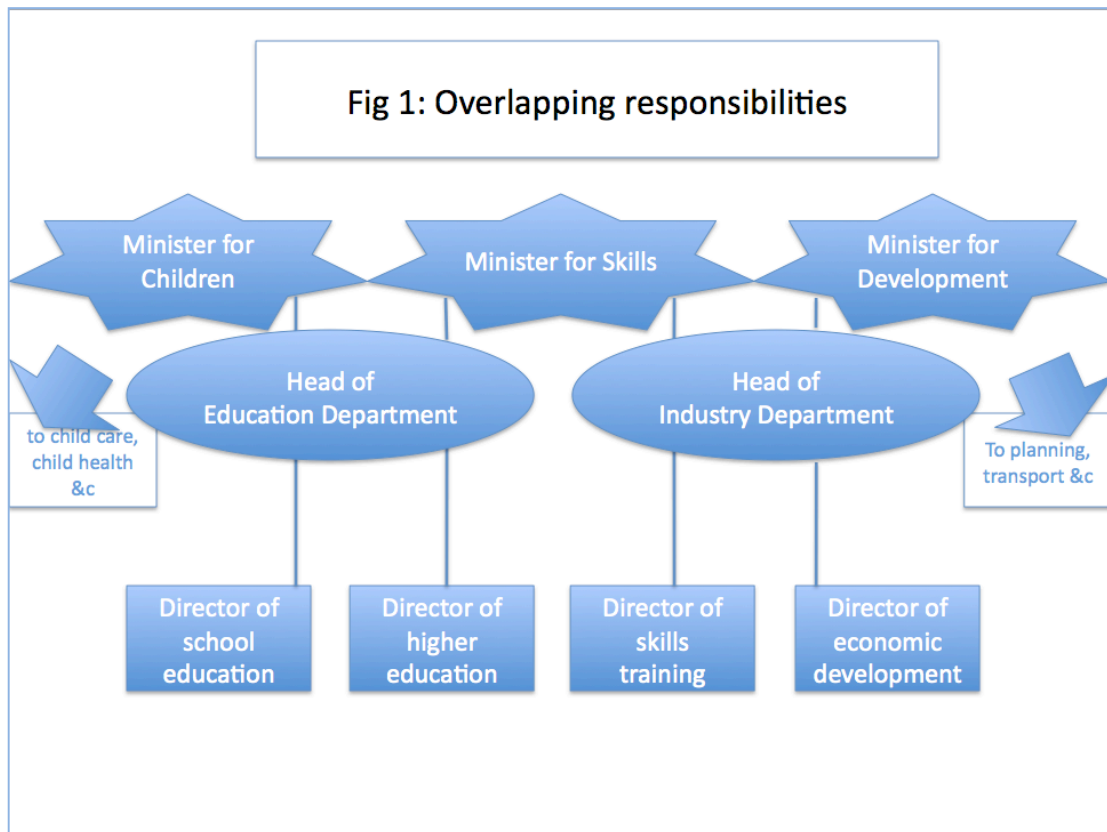 Fig 1: Overlapping responsibilities
Minister for
Children
Minister for Skills
Minister for
Development
Head of
Education Department
Head of
Industry Department
to child care,
child health
&c
To planning,
transport &c
Director of
school
education
Director of
higher
education
Director of
skills
training
Director of
economic
development